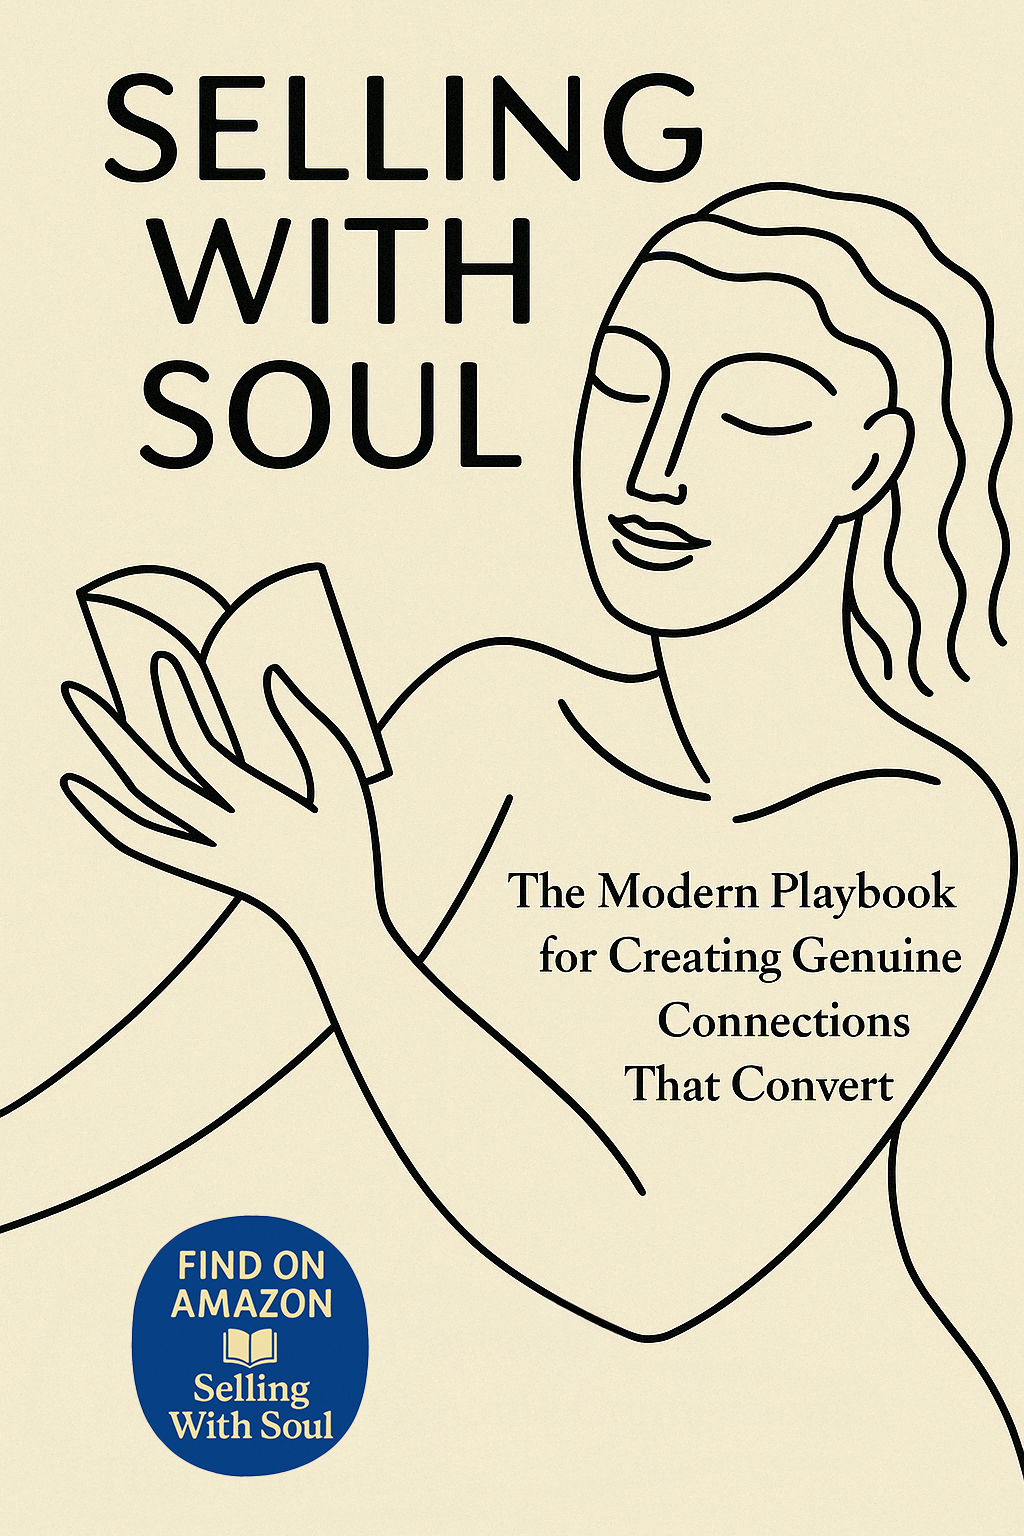 SELLING
WITH
SOUL
The Modern Playbook
for Creating Genuine
Connections
That Convert
FIND ON
AMAZON
Selling
With Soul